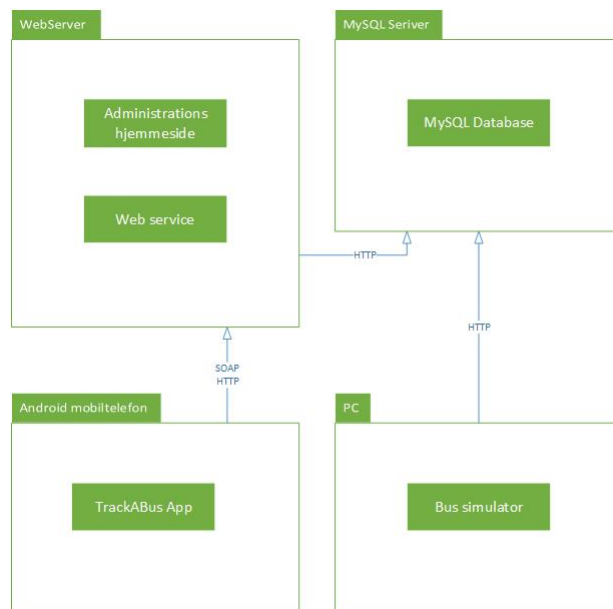 WebServer
Administrations
hjemmeside
Web service
MySQL Seriver
MySQL Database
HTTP
HTTP
SOAP
HTTP
Android mobiltelefon
TrackABus App
PC
Bus simulator